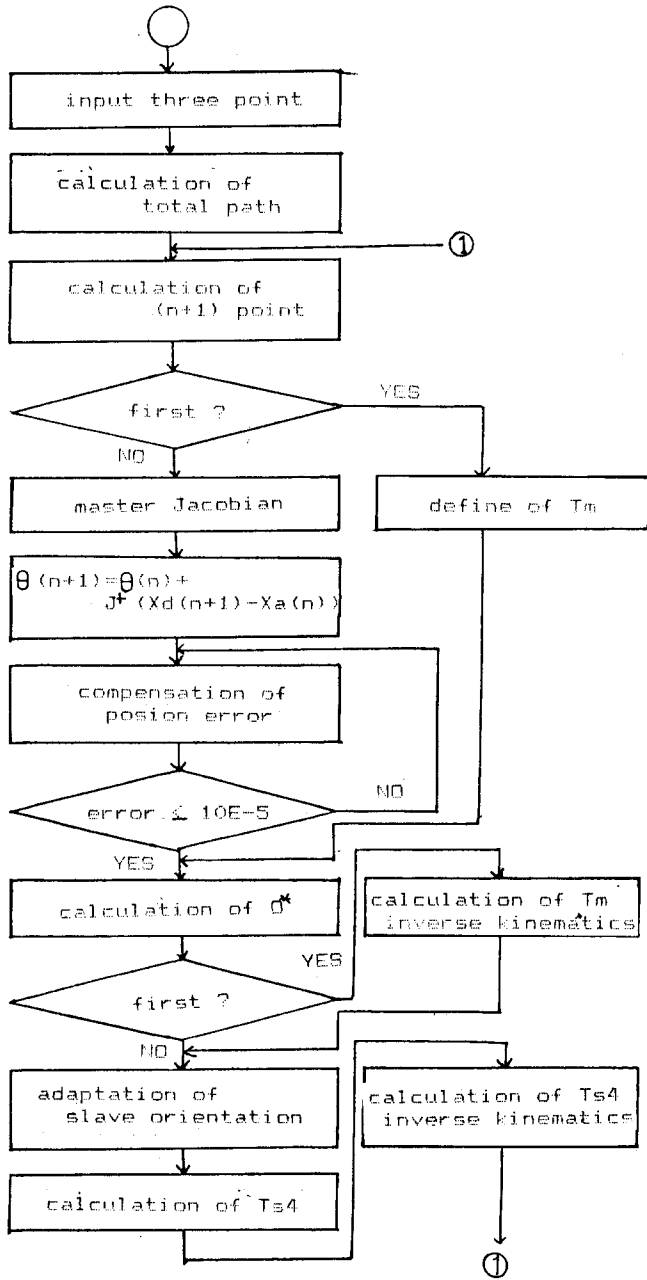 input three point
calculation of
total path
①
calculation of
(n+1) point
first ?
YES
NO
master Jacobian
define of Tm
θ(n+1)=θ(n)+
J⁺(Xd(n+1)-Xa(n))
compensation of
posion error
error ≤ 10E-5
NO
YES
calculation of O*
calculation of Tm
inverse kinematics
YES
first ?
NO
adaptation of
slave orientation
calculation of Ts4
inverse kinematics
calculation of Ts4
①